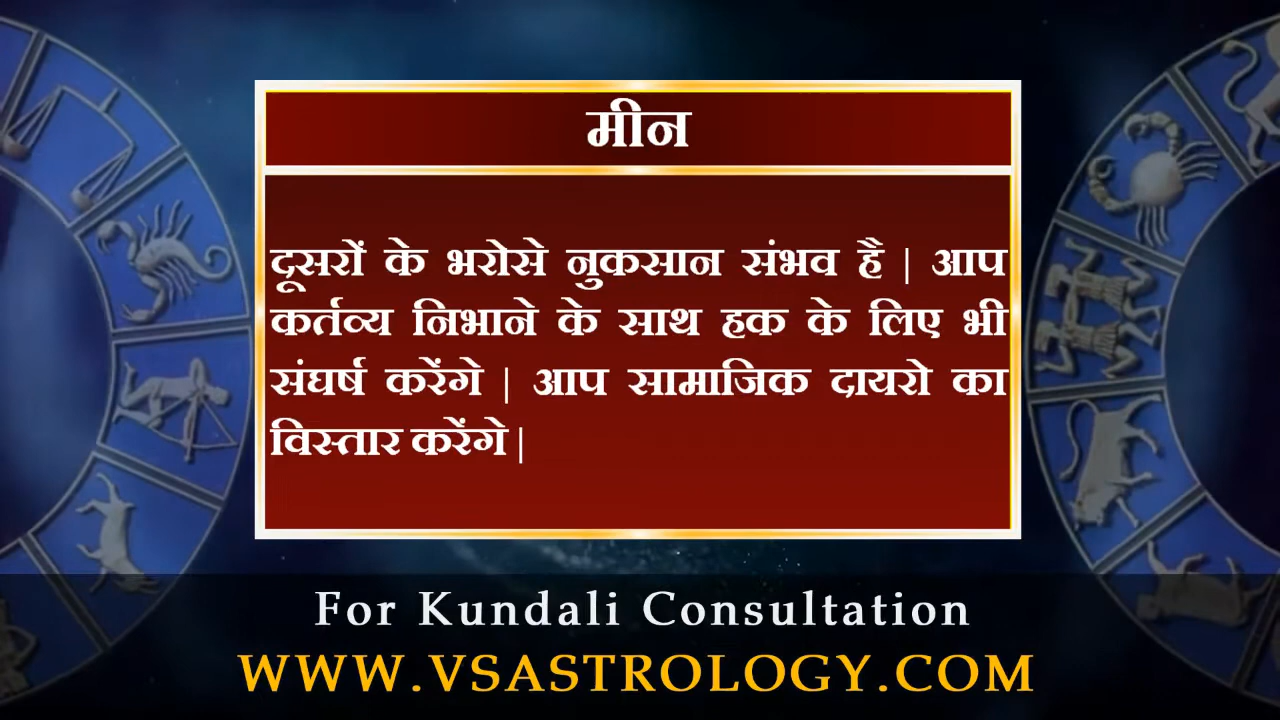 मीन
दूसरों के भरोसे नुकसान संभव है | आप
कर्तव्य निभाने के साथ हक के लिए भी
संघर्ष करेंगे | आप सामाजिक दायरो का
विस्तार करेंगे |
For Kundali Consultation
WWW.VSASTROLOGY.COM